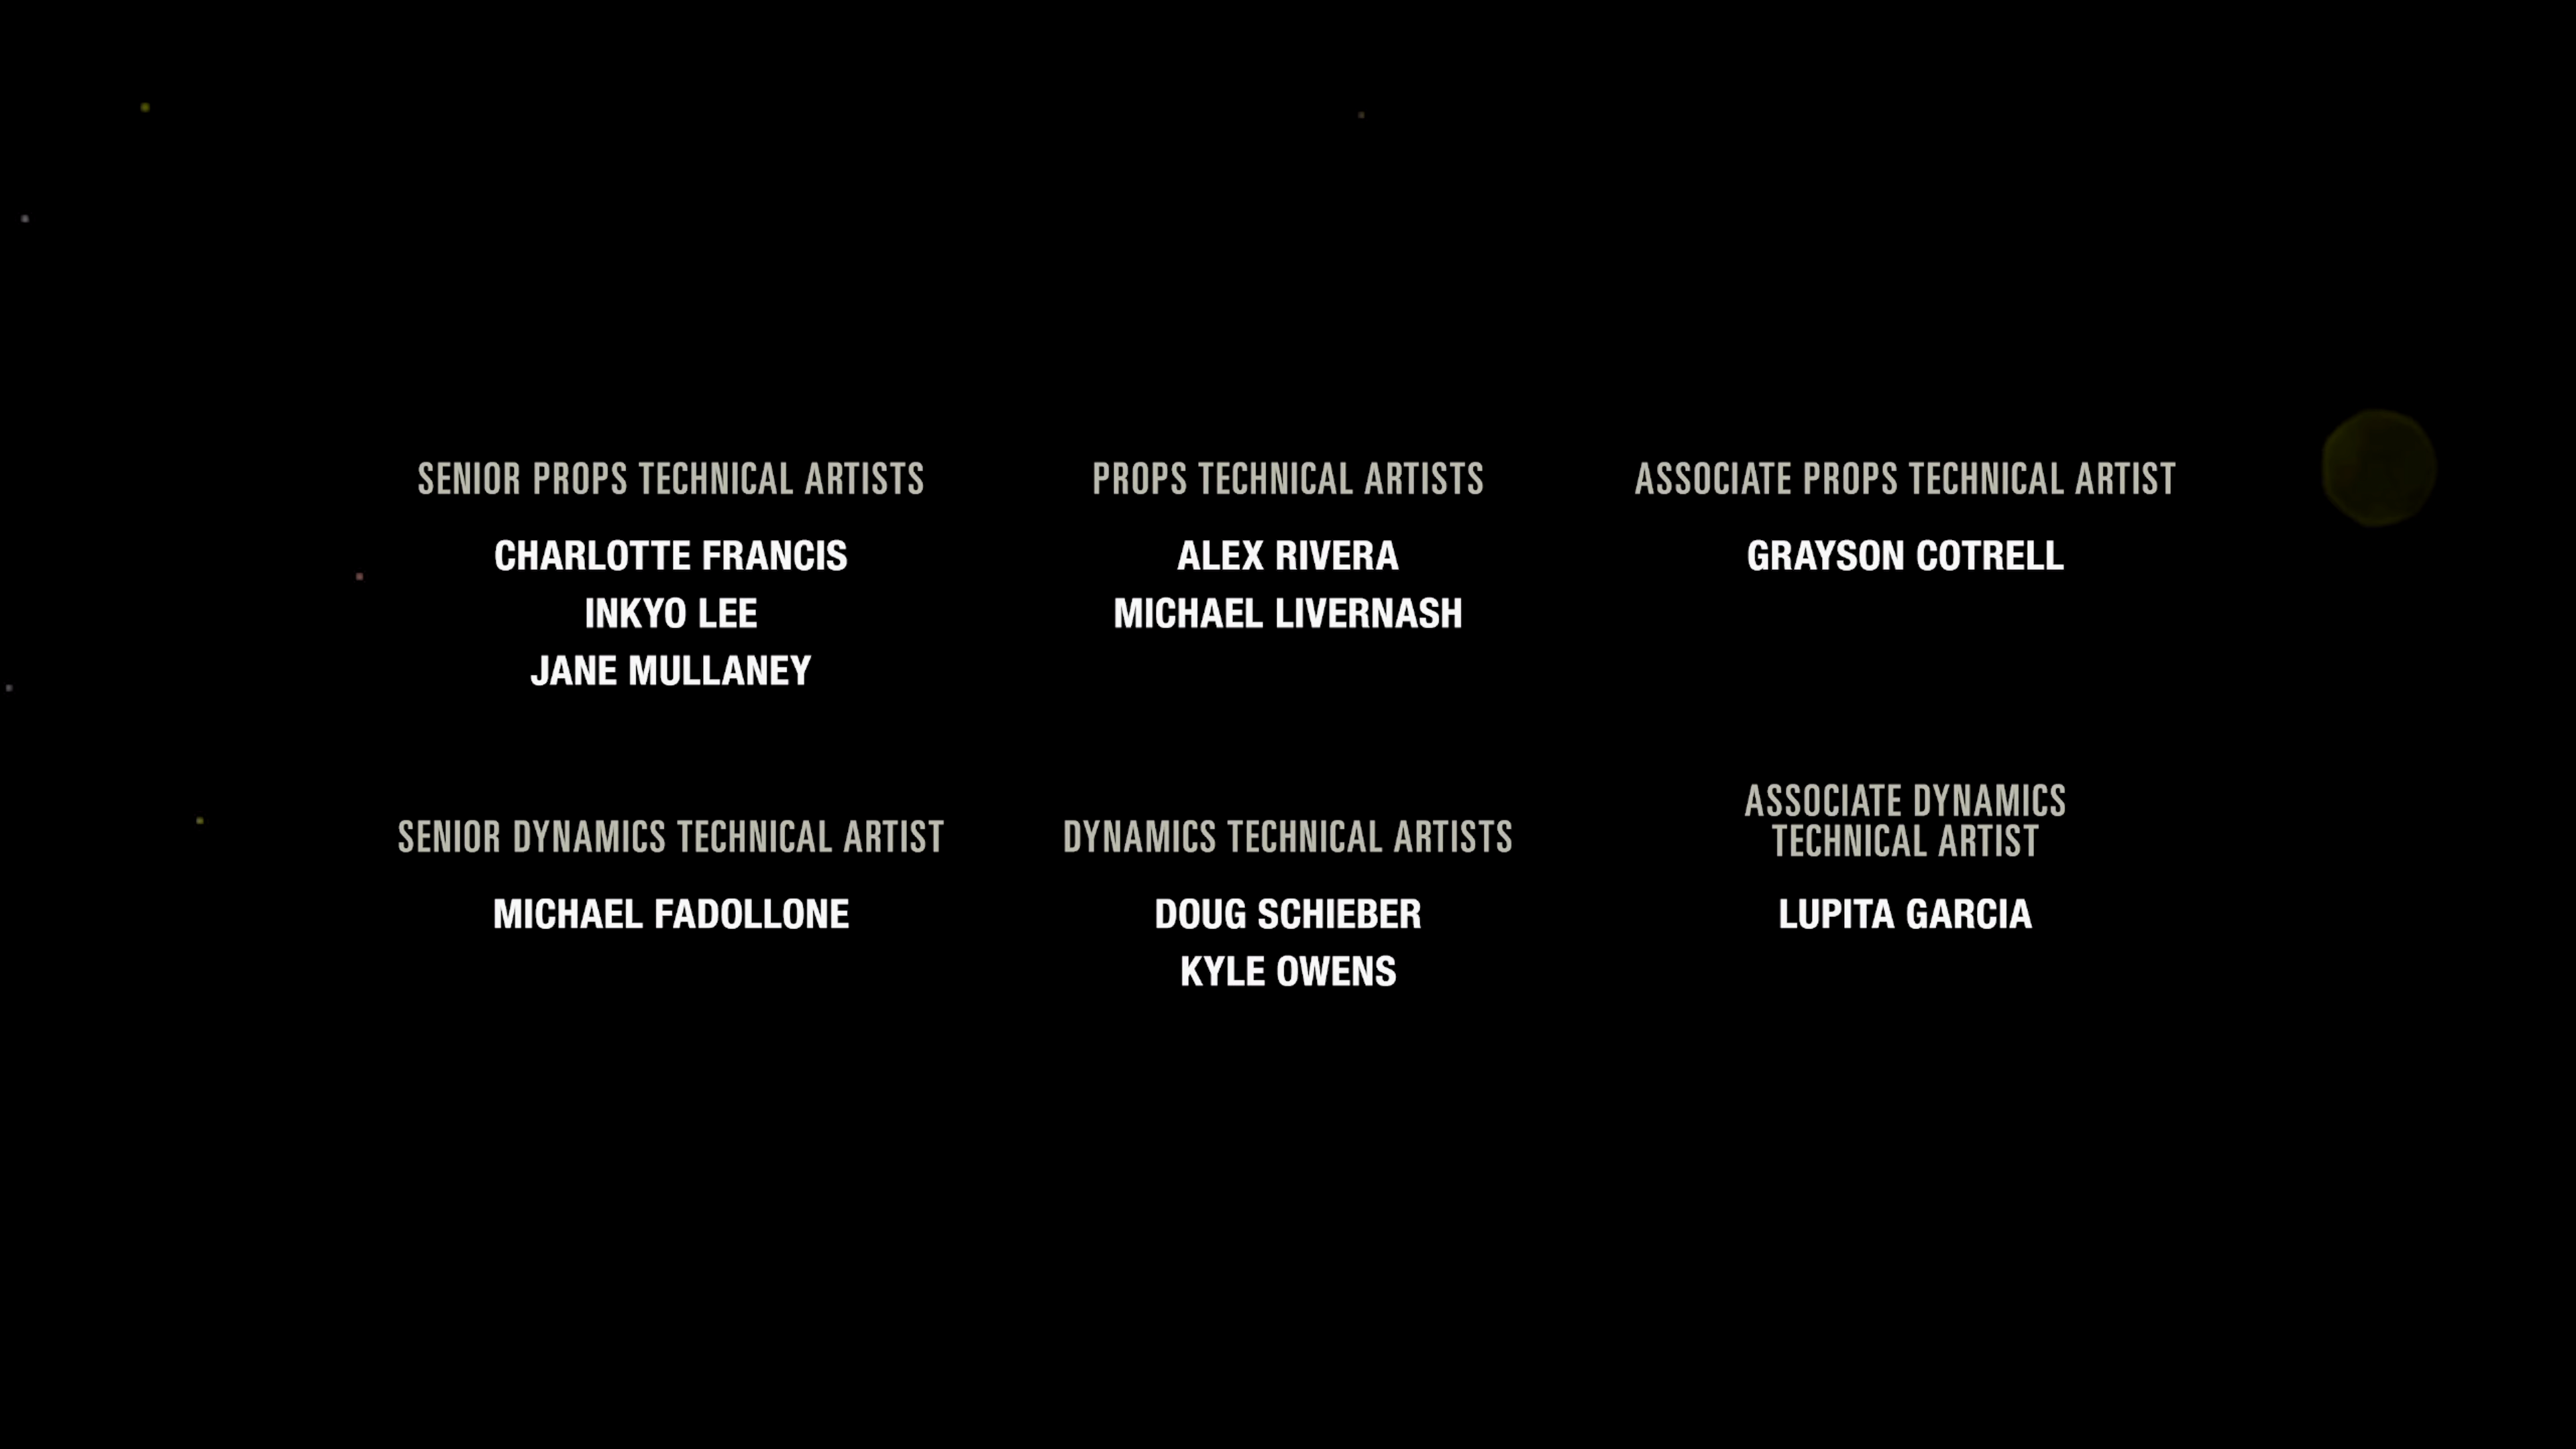 SENIOR PROPS TECHNICAL ARTISTS
CHARLOTTE FRANCIS
INKYO LEE
JANE MULLANEY
PROPS TECHNICAL ARTISTS
ALEX RIVERA
MICHAEL LIVERNASH
ASSOCIATE PROPS TECHNICAL ARTIST
GRAYSON COTRELL
SENIOR DYNAMICS TECHNICAL ARTIST
MICHAEL FADOLLONE
DYNAMICS TECHNICAL ARTISTS
DOUG SCHIEBER
KYLE OWENS
ASSOCIATE DYNAMICS
TECHNICAL ARTIST
LUPITA GARCIA